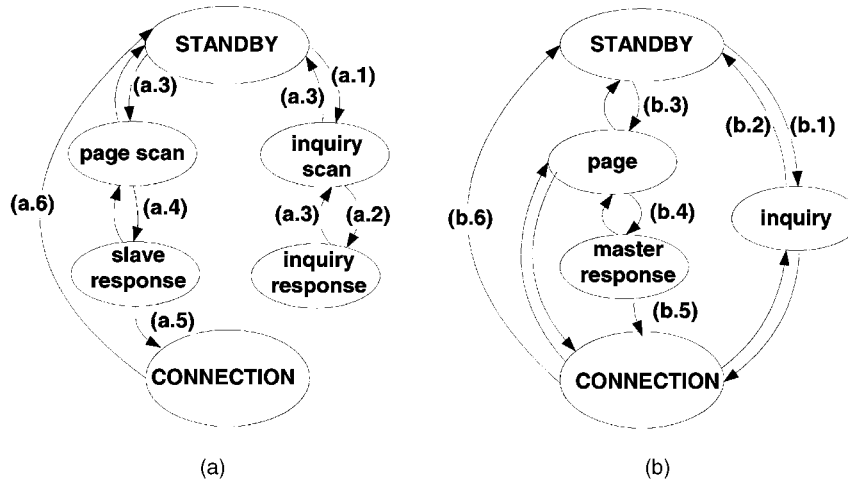 STANDBY
(a.3)
(a.3)
(a.1)
page scan
inquiry
scan
(a.6)
(a.4)
(a.3)
(a.2)
slave
response
inquiry
response
(a.5)
CONNECTION
(a)
STANDBY
(b.3)
(b.2)
(b.1)
page
(b.6)
(b.4)
inquiry
master
response
(b.5)
CONNECTION
(b)